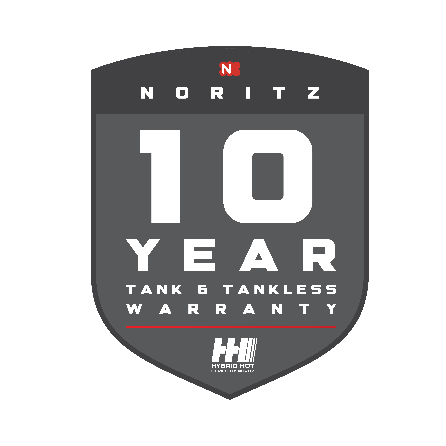 N
NORITZ
10
YEAR
TANK & TANKLESS
WARRANTY
HYBRID HOT